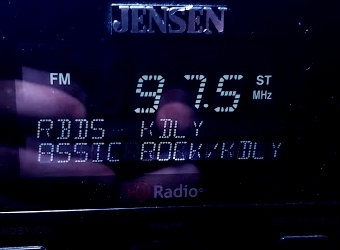 JENSEN
FM 97.5 ST MHz
RBDS KDLY
ASSIC ROCK KDLY
Radio